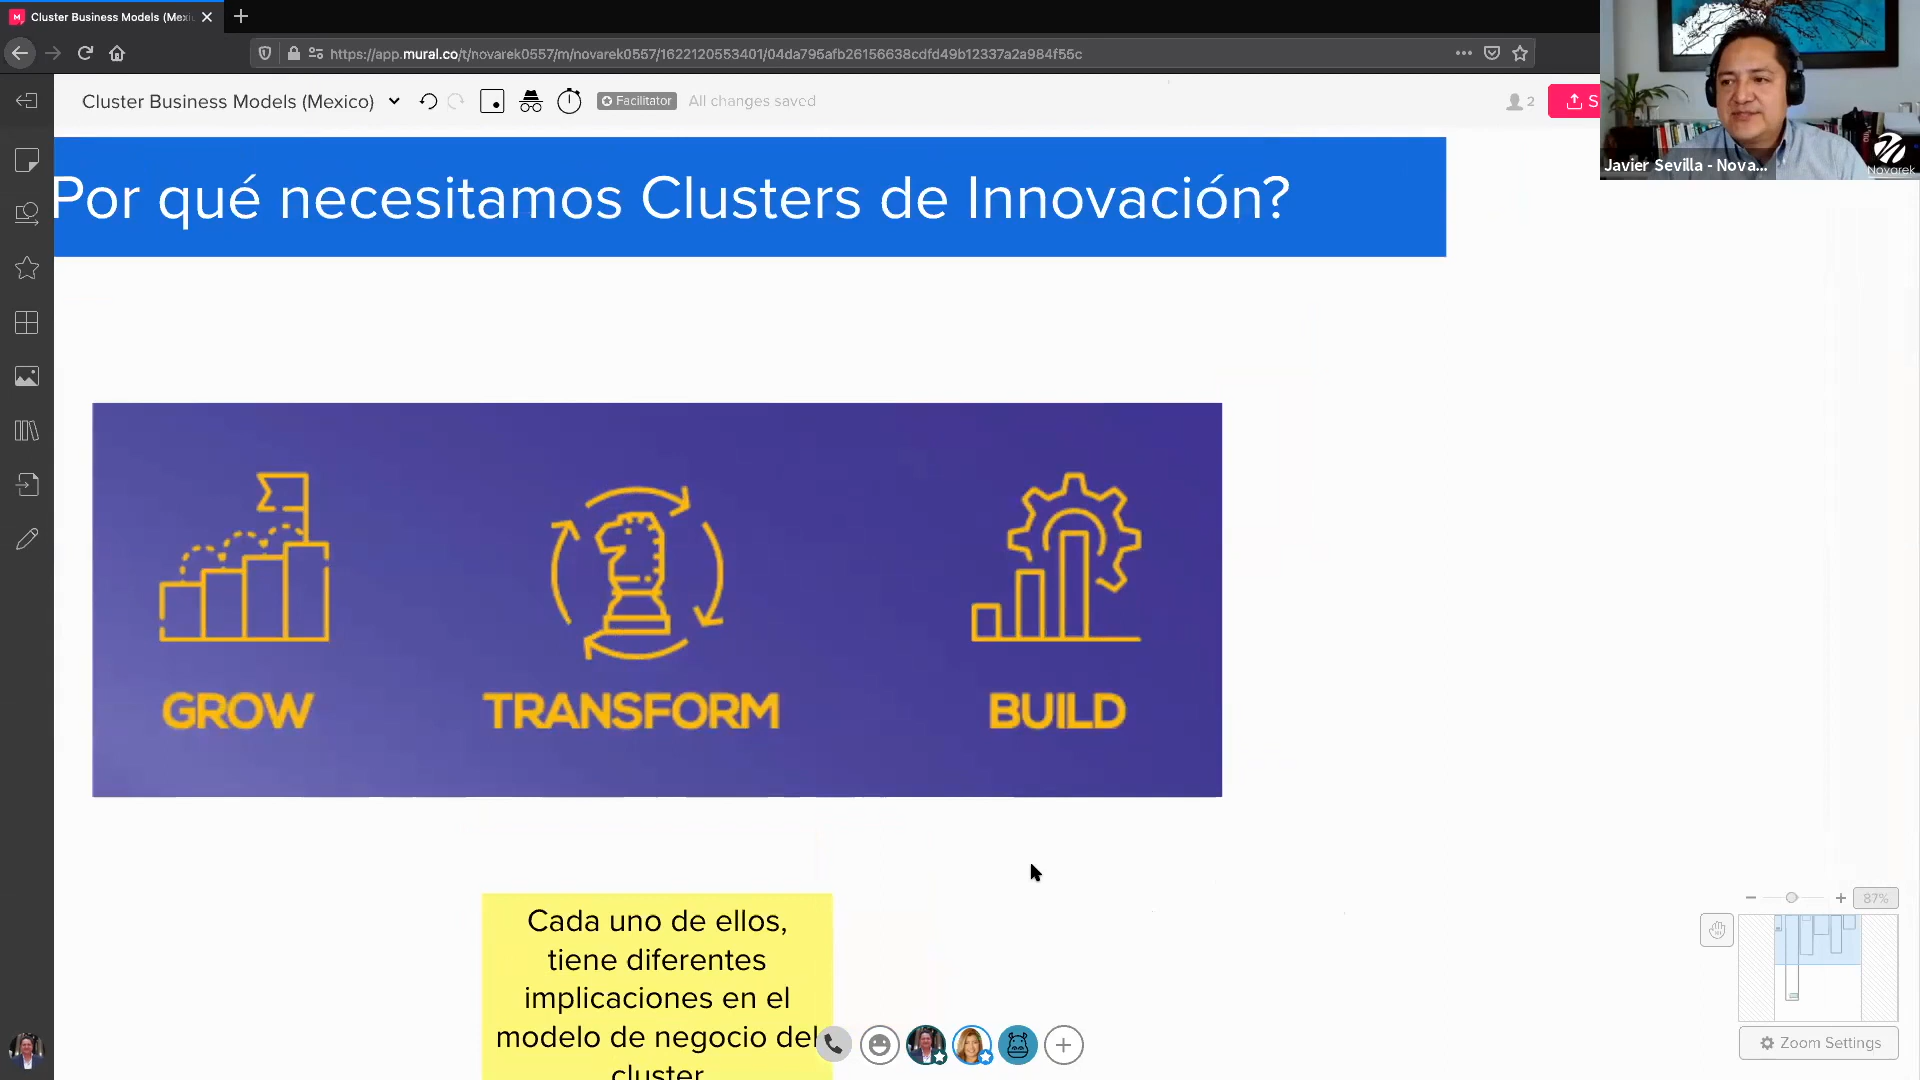 Cluster Business Models (Mexi
https://app.mural.co/t/novarek0557/m/novarek0557/1622120553401/04da795afb26156638cdfd49b12337a2a984f55c
Cluster Business Models (Mexico)
Facilitator
All changes saved
2
S
Javier Sevilla - Nova...
Novarek
Por qué necesitamos Clusters de Innovación?
GROW
TRANSFORM
BUILD
Cada uno de ellos,
tiene diferentes
implicaciones en el
modelo de negocio del
cluster
87%
Zoom Settings